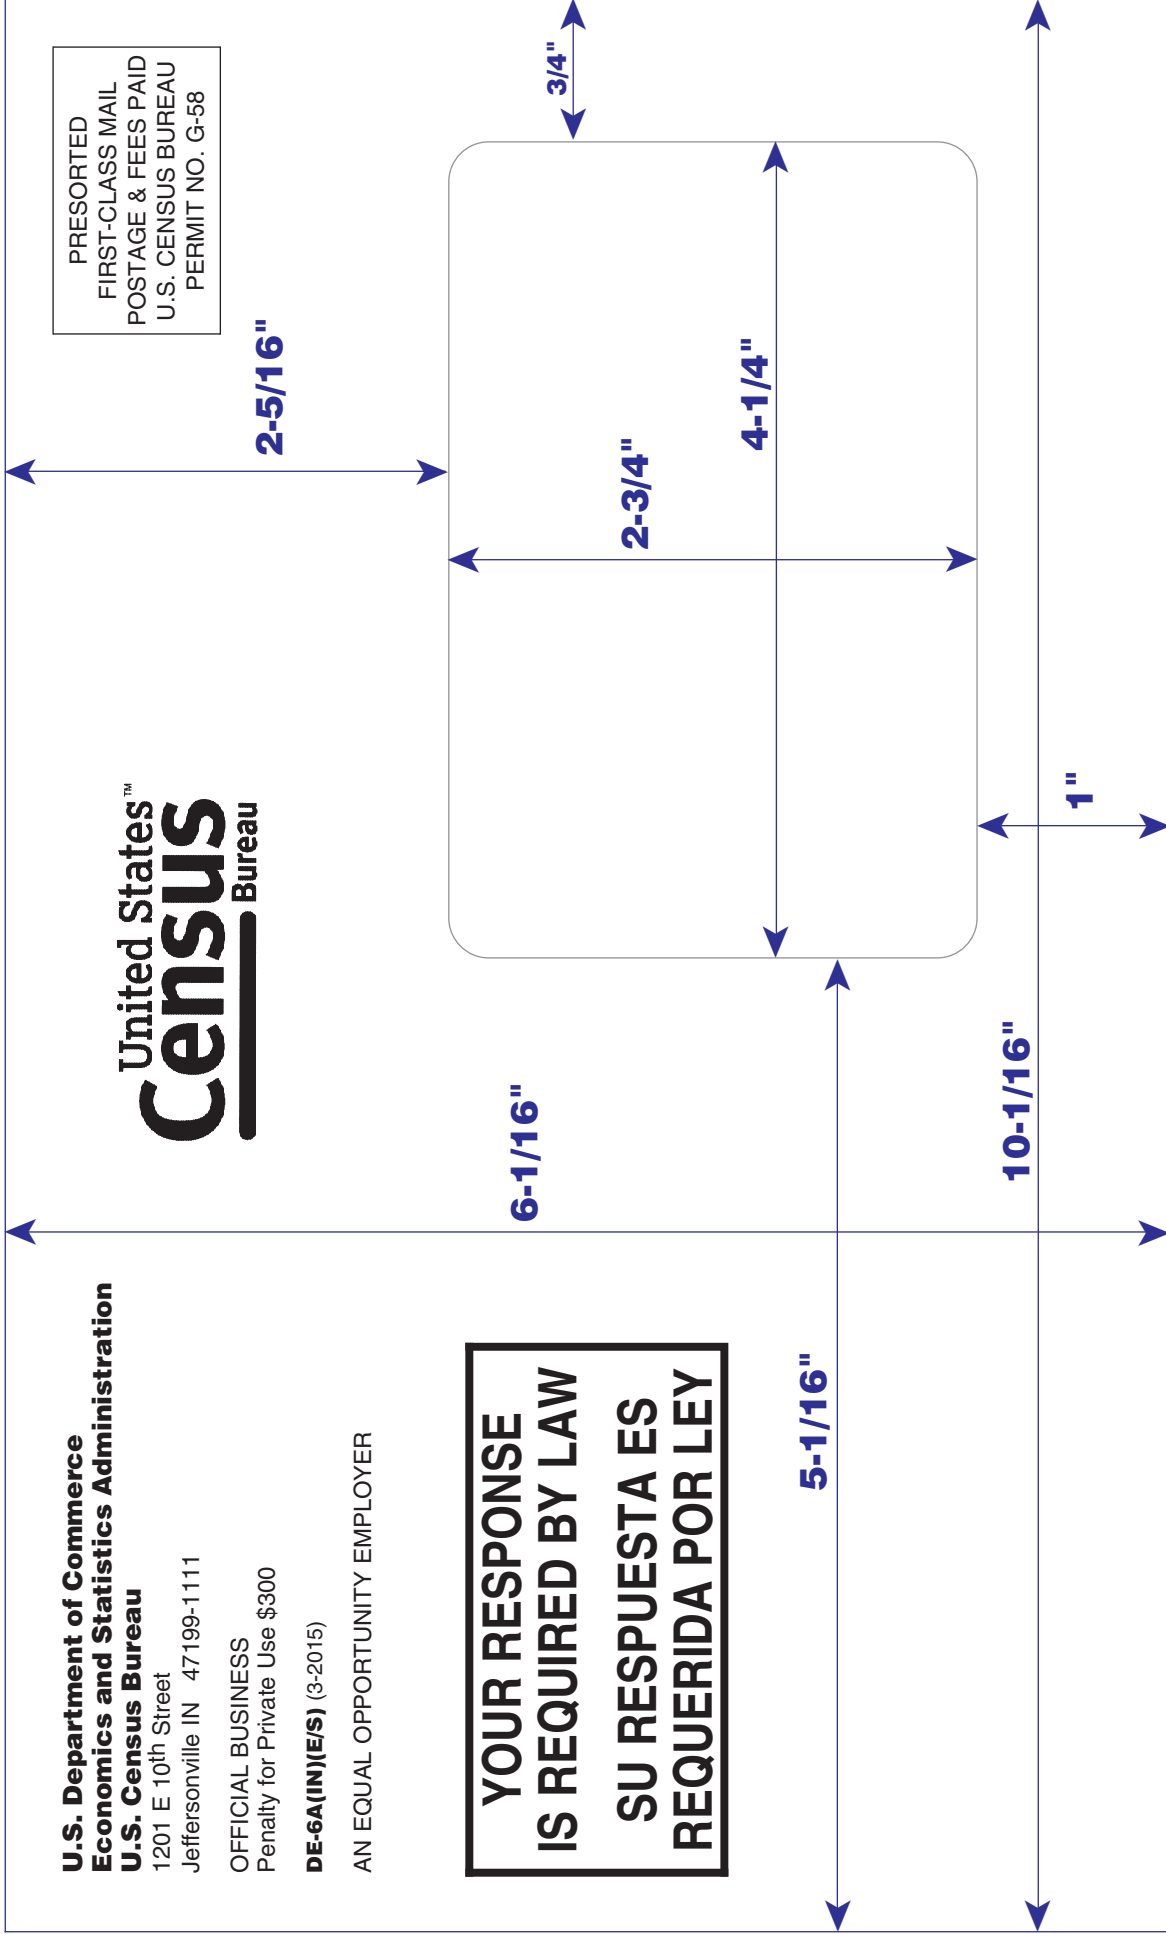 U.S. Department of Commerce
Economics and Statistics Administration
U.S. Census Bureau
1201 E 10th Street
Jeffersonville IN 47199-1111
OFFICIAL BUSINESS
Penalty for Private Use $300
DE-6A(IN)(E/S) (3-2015)
AN EQUAL OPPORTUNITY EMPLOYER
United States™
Census
Bureau
PRESORTED
FIRST-CLASS MAIL
POSTAGE & FEES PAID
U.S. CENSUS BUREAU
PERMIT NO. G-58
2-5/16"
YOUR RESPONSE
IS REQUIRED BY LAW
SU RESPUESTA ES
REQUERIDA POR LEY
6-1/16"
3/4"
2-3/4"
4-1/4"
5-1/16"
10-1/16"
1"